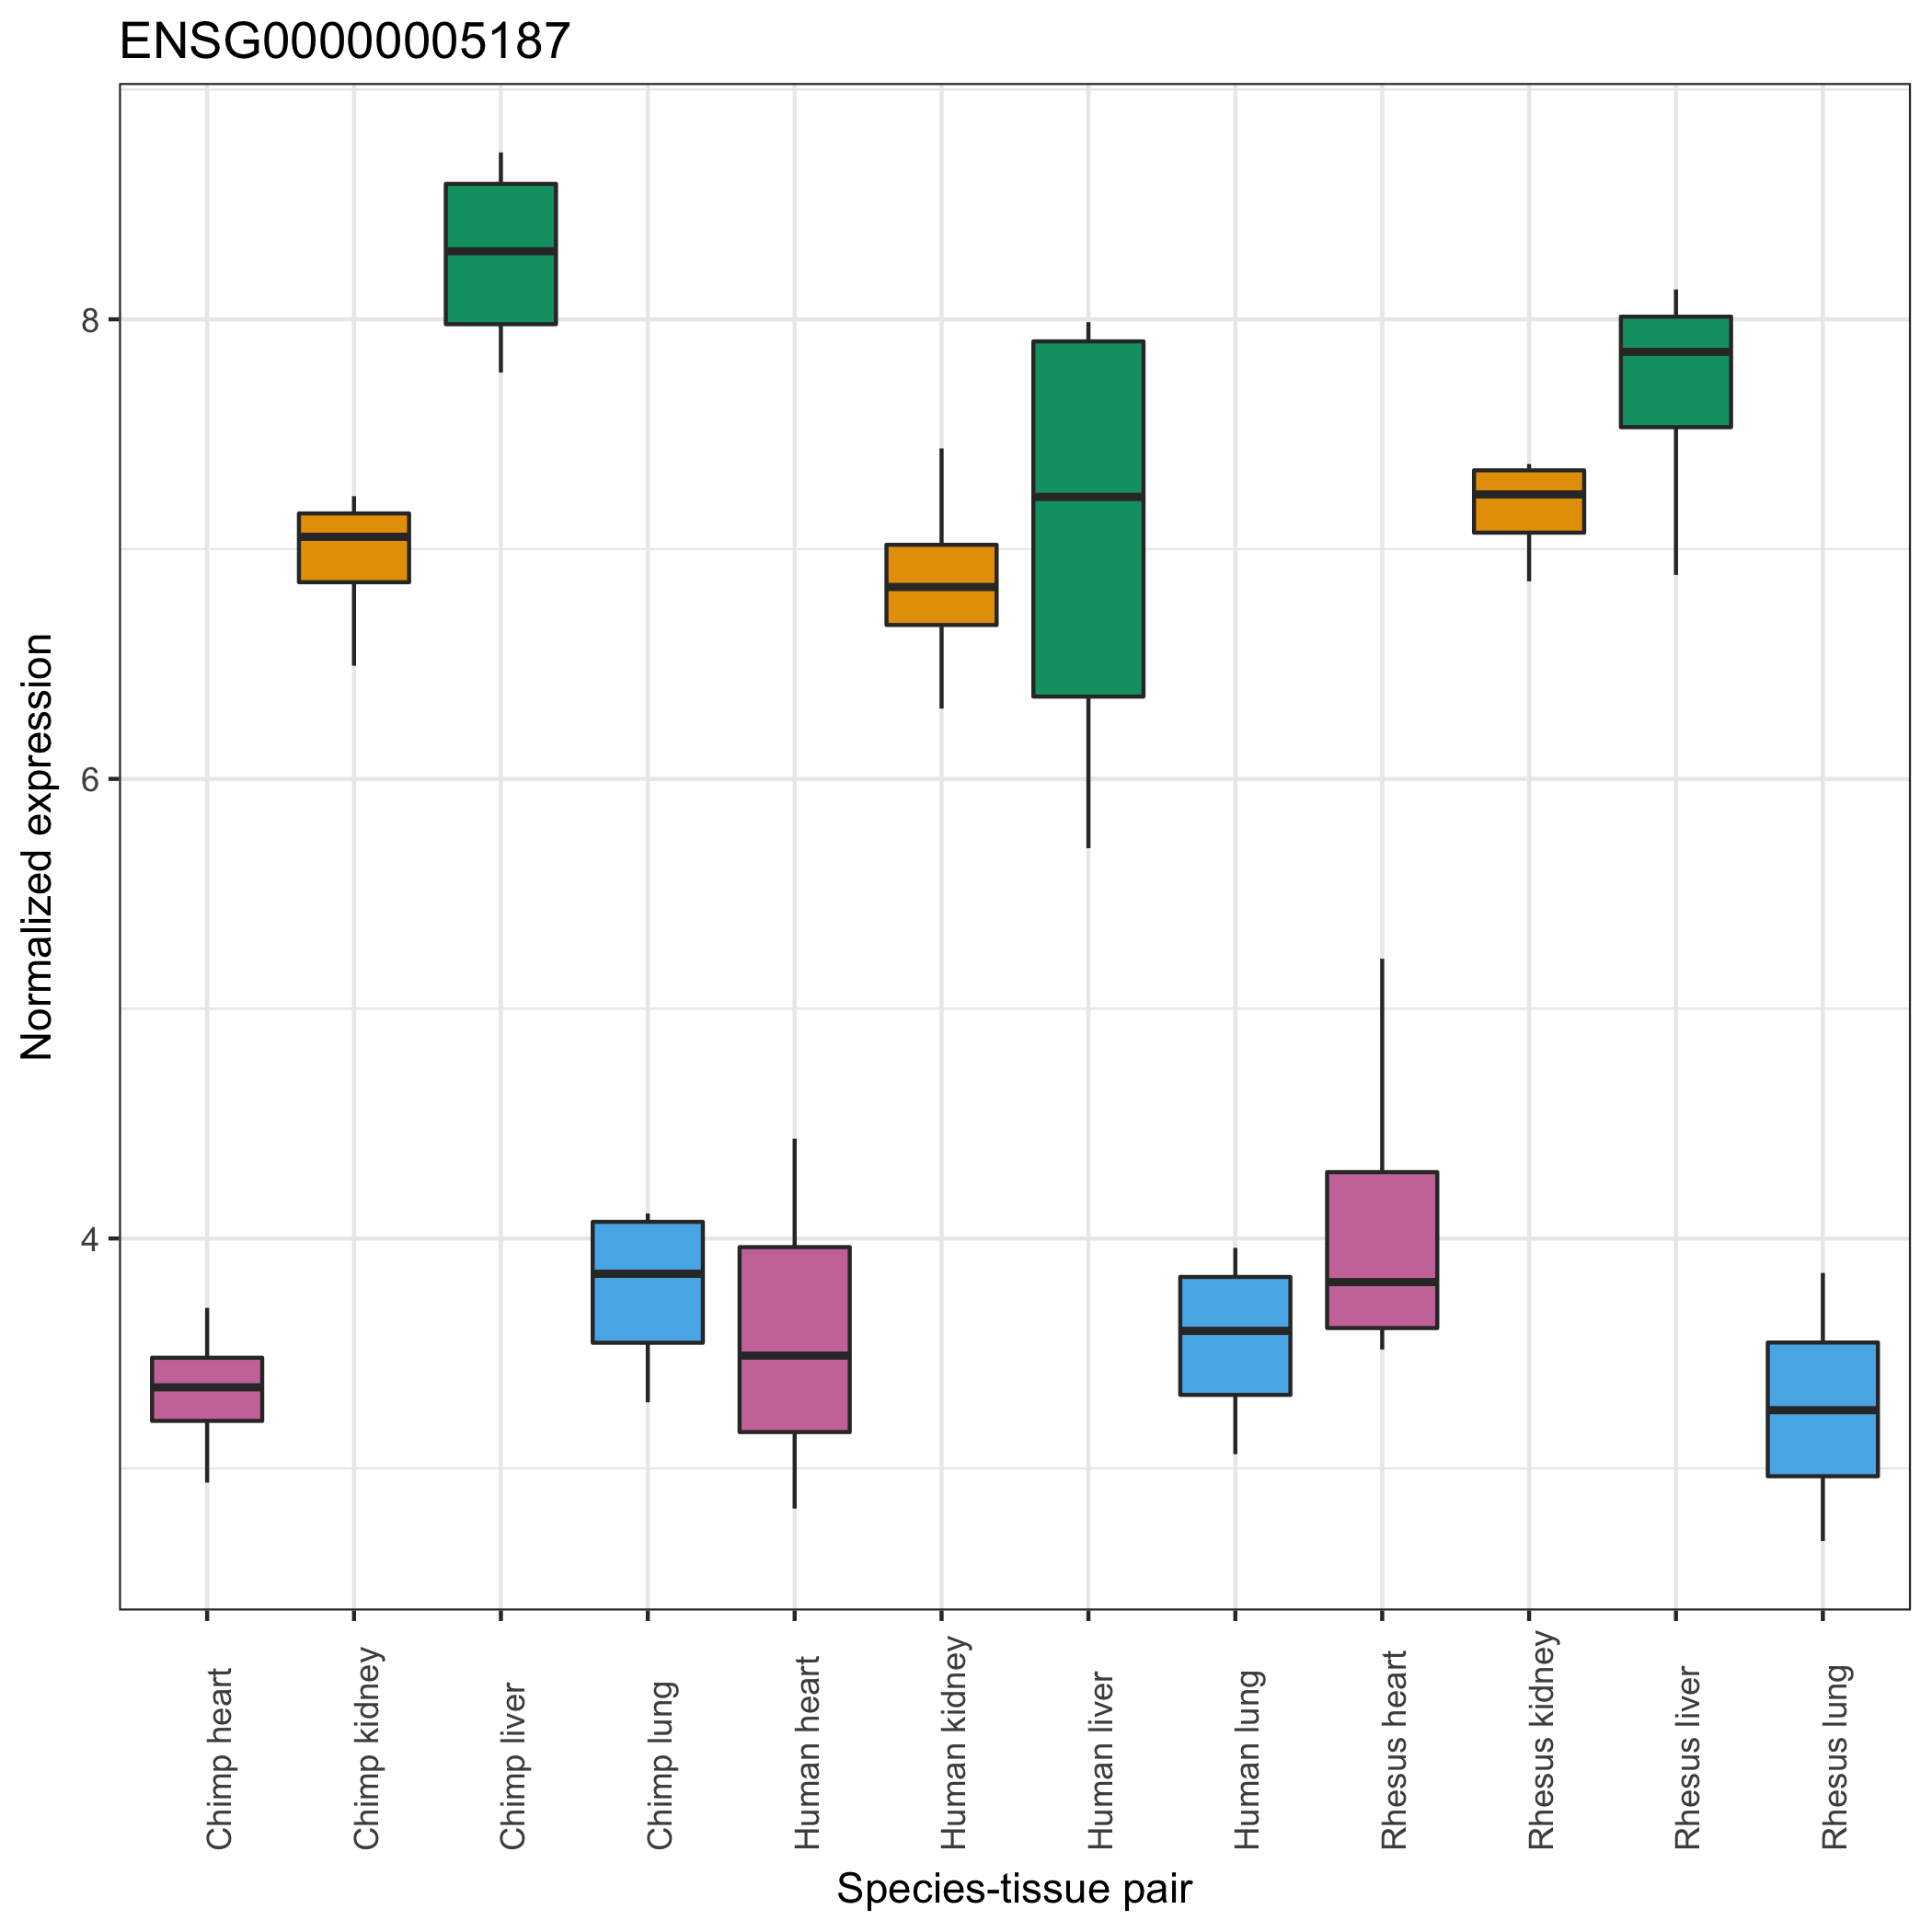 ENSG00000005187
Normalized expression
8
6
4
Chimp heart
Chimp kidney
Chimp liver
Chimp lung
Human heart
Human kidney
Human liver
Human lung
Rhesus heart
Rhesus kidney
Rhesus liver
Rhesus lung
Species-tissue pair